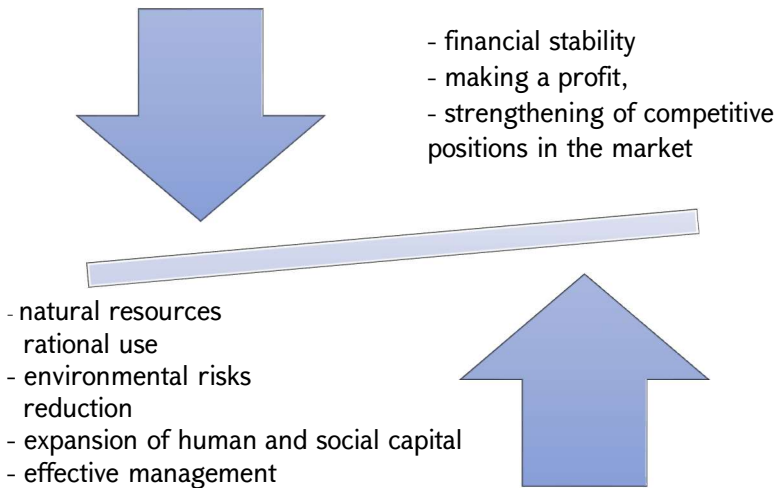 - financial stability
- making a profit,
- strengthening of competitive
positions in the market
- natural resources
rational use
- environmental risks
reduction
- expansion of human and social capital
- effective management